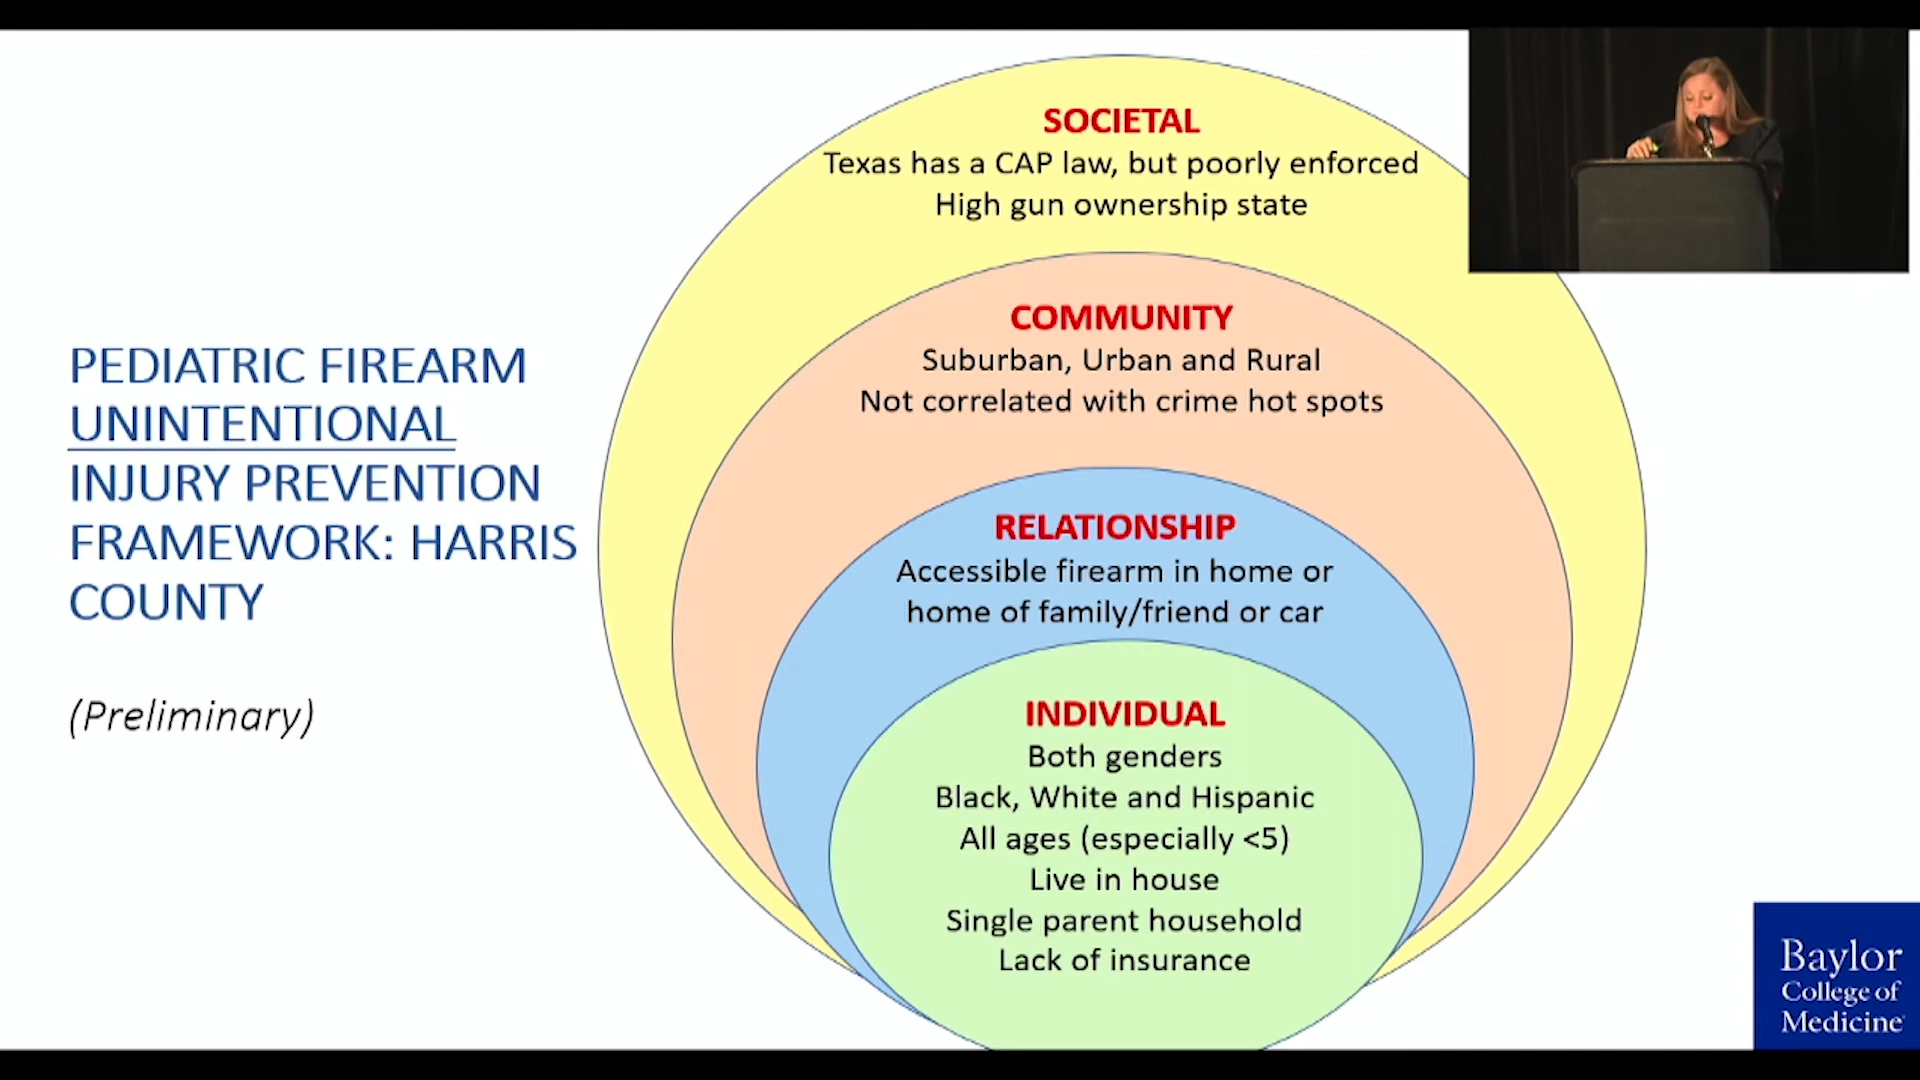 PEDIATRIC FIREARM
UNINTENTIONAL
INJURY PREVENTION
FRAMEWORK: HARRIS
COUNTY
(Preliminary)
SOCIETAL
Texas has a CAP law, but poorly enforced
High gun ownership state
COMMUNITY
Suburban, Urban and Rural
Not correlated with crime hot spots
RELATIONSHIP
Accessible firearm in home or
home of family/friend or car
INDIVIDUAL
Both genders
Black, White and Hispanic
All ages (especially <5)
Live in house
Single parent household
Lack of insurance
Baylor
College of
Medicine